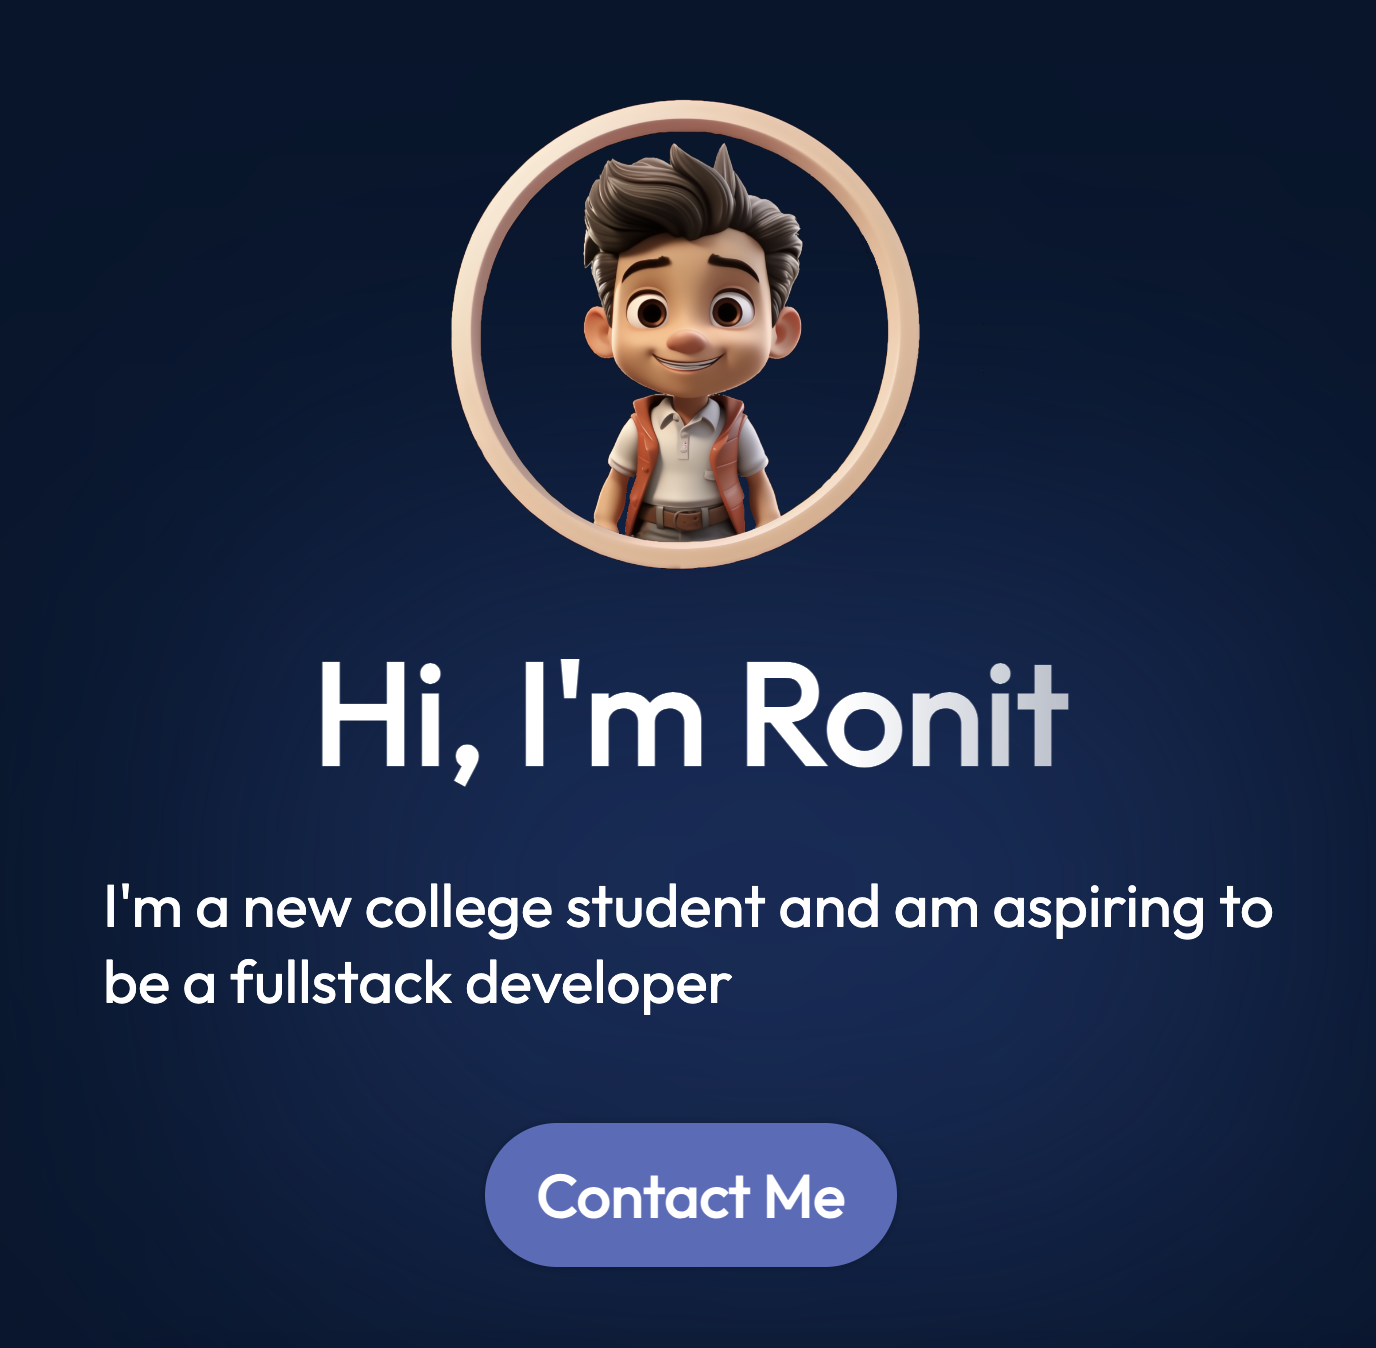 Hi, I'm Ronit
I'm a new college student and am aspiring to
be a fullstack developer
Contact Me